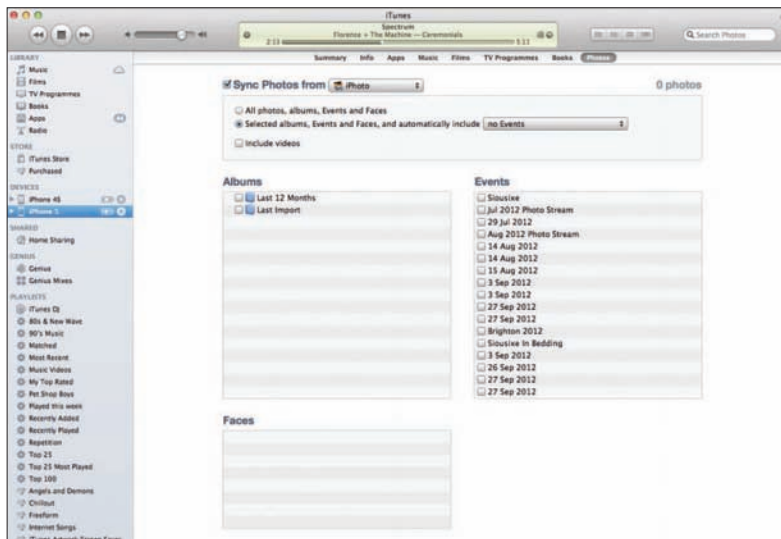 iTunes
Spectrum
Florence + The Machine — Ceremonials
2:13
5:11
Search Photos
LIBRARY
Music
Films
TV Programmes
Books
Apps
Radio
STORE
iTunes Store
Purchased
DEVICES
iPhone 4S
iPhone 5
SHARED
Home Sharing
GENIUS
Genius
Genius Mixes
PLAYLISTS
iTunes DJ
80s & New Wave
90's Music
Matched
Most Recent
Music Videos
My Top Rated
Pet Shop Boys
Played this week
Recently Added
Recently Played
Repetition
Top 25
Top 25 Most Played
Top 100
Angels and Demons
Chillout
Freeform
Internet Songs
Summary Info Apps Music Films TV Programmes Books Photos
Sync Photos from iPhoto 0 photos
All photos, albums, Events and Faces
Selected albums, Events and Faces, and automatically include no Events
Include videos
Albums
Last 12 Months
Last Import
Events
Siouxixe
Jul 2012 Photo Stream
29 Jul 2012
Aug 2012 Photo Stream
14 Aug 2012
14 Aug 2012
15 Aug 2012
3 Sep 2012
3 Sep 2012
27 Sep 2012
27 Sep 2012
Brighton 2012
Siouxixe In Bedding
3 Sep 2012
26 Sep 2012
27 Sep 2012
27 Sep 2012
Faces